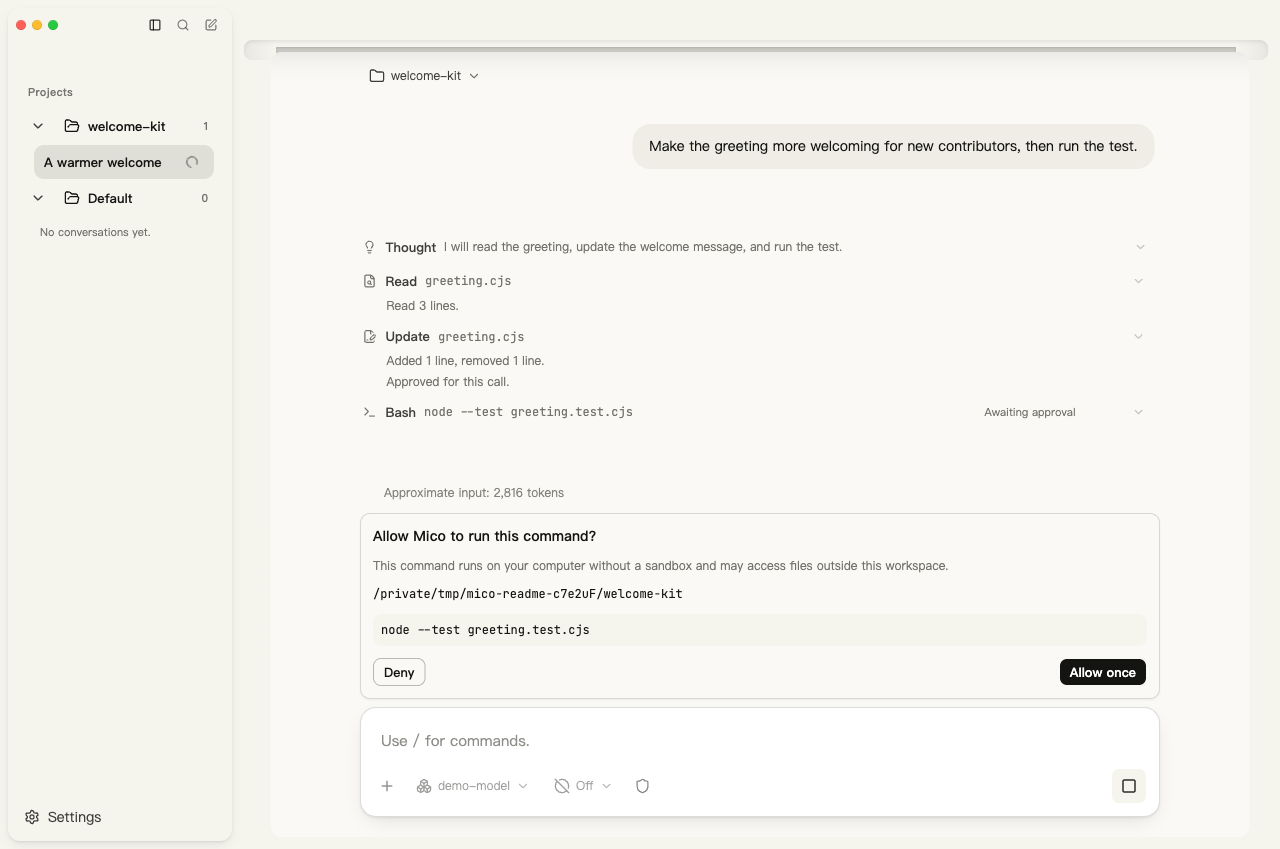 Projects
welcome-kit 1
A warmer welcome
Default 0
No conversations yet.
Settings
welcome-kit
Make the greeting more welcoming for new contributors, then run the test.
Thought I will read the greeting, update the welcome message, and run the test.
Read greeting.cjs
Read 3 lines.
Update greeting.cjs
Added 1 line, removed 1 line.
Approved for this call.
Bash node --test greeting.test.cjs Awaiting approval
Approximate input: 2,816 tokens
Allow Mico to run this command?
This command runs on your computer without a sandbox and may access files outside this workspace.
/private/tmp/mico-readme-c7e2uF/welcome-kit
node --test greeting.test.cjs
Deny Allow once
Use / for commands.
demo-model Off